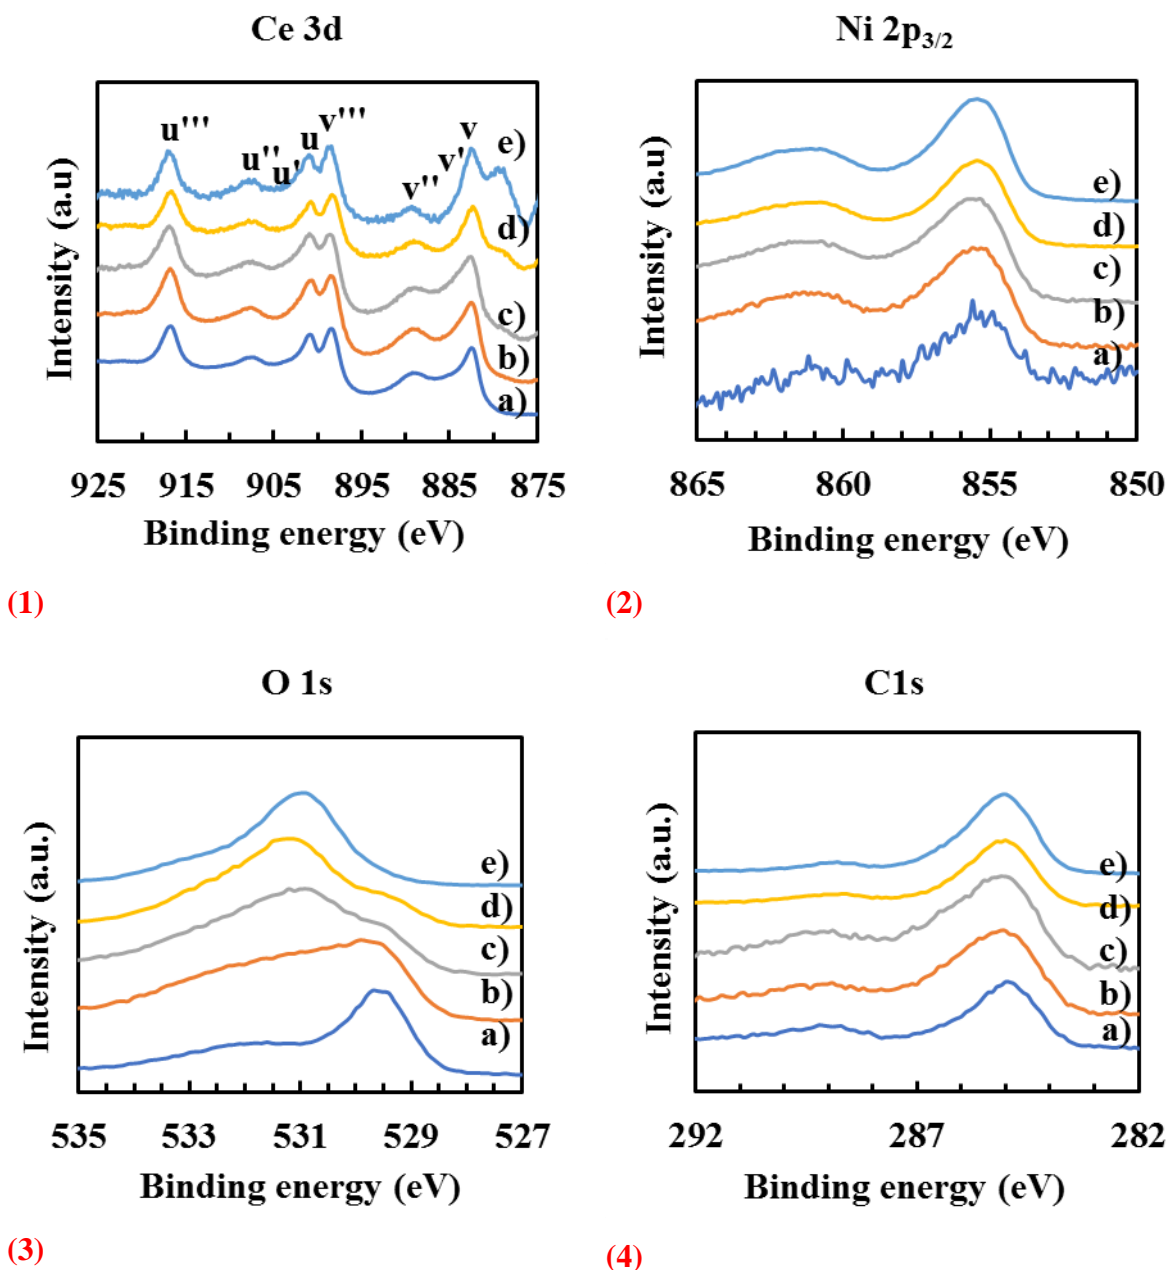 Ce 3d
u'''
u''
u'
u
v'''
v''
v'
v
e)
d)
c)
b)
a)
Intensity (a.u)
925 915 905 895 885 875
Binding energy (eV)
(1)
Ni 2p3/2
e)
d)
c)
b)
a)
Intensity (a.u.)
865 860 855 850
Binding energy (eV)
(2)
O 1s
e)
d)
c)
b)
a)
Intensity (a.u.)
535 533 531 529 527
Binding energy (eV)
(3)
C1s
e)
d)
c)
b)
a)
Intensity (a.u.)
292 287 282
Binding energy (eV)
(4)